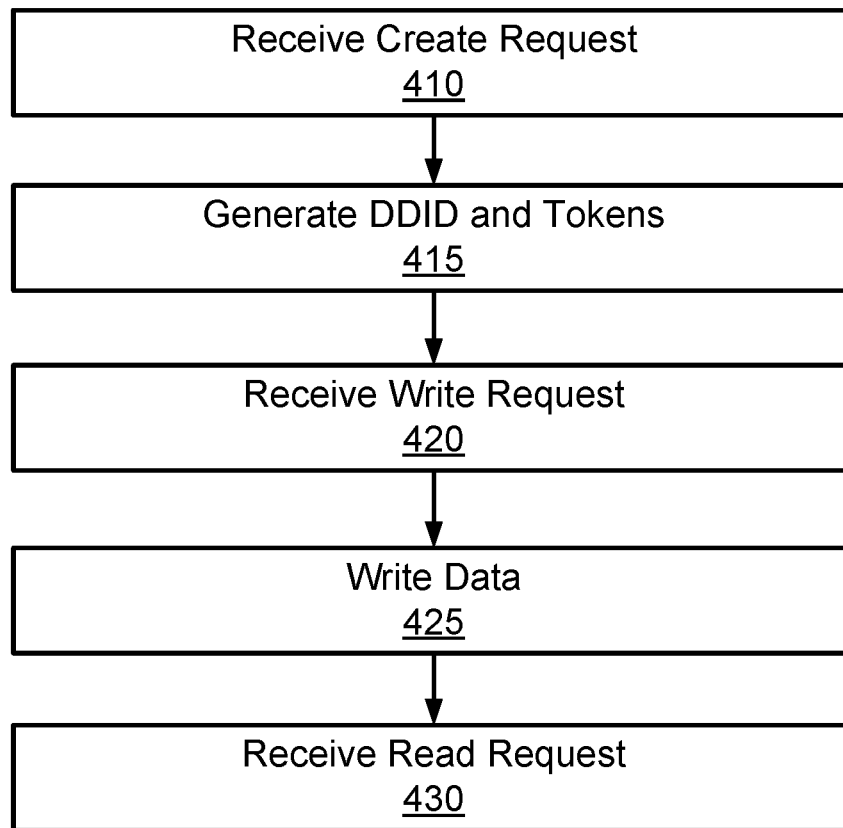 Receive Create Request
410
Generate DDID and Tokens
415
Receive Write Request
420
Write Data
425
Receive Read Request
430